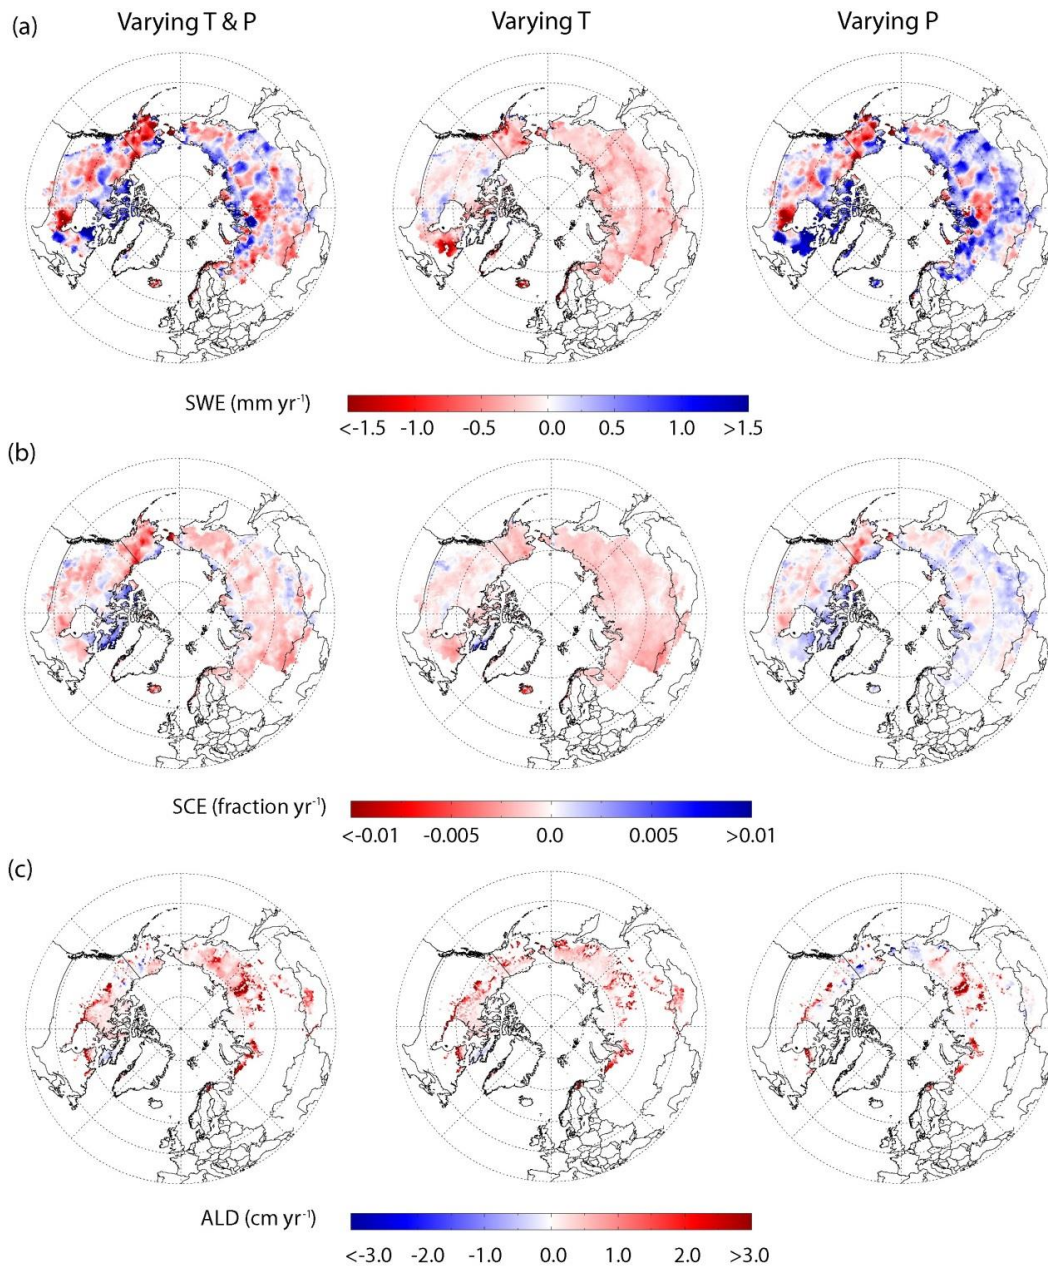 (a) Varying T & P Varying T Varying P
SWE (mm yr⁻¹)
<-1.5 -1.0 -0.5 0.0 0.5 1.0 >1.5
(b)
SCE (fraction yr⁻¹)
<-0.01 -0.005 0.0 0.005 >0.01
(c)
ALD (cm yr⁻¹)
<-3.0 -2.0 -1.0 0.0 1.0 2.0 >3.0